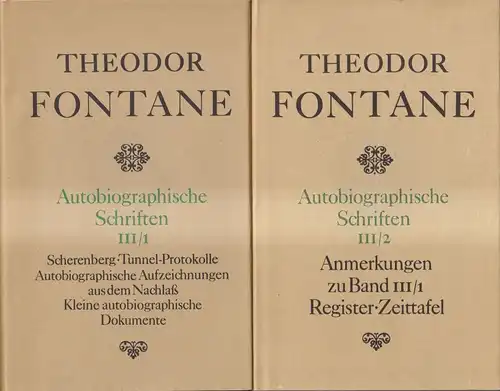 THEODOR
FONTANE
Autobiographische
Schriften
III/1
Scherenberg·Tunnel-Protokolle
Autobiographische Aufzeichnungen
aus dem Nachlaß
Kleine autobiographische
Dokumente
THEODOR
FONTANE
Autobiographische
Schriften
III/2
Anmerkungen
zu Band III/1
Register·Zeittafel